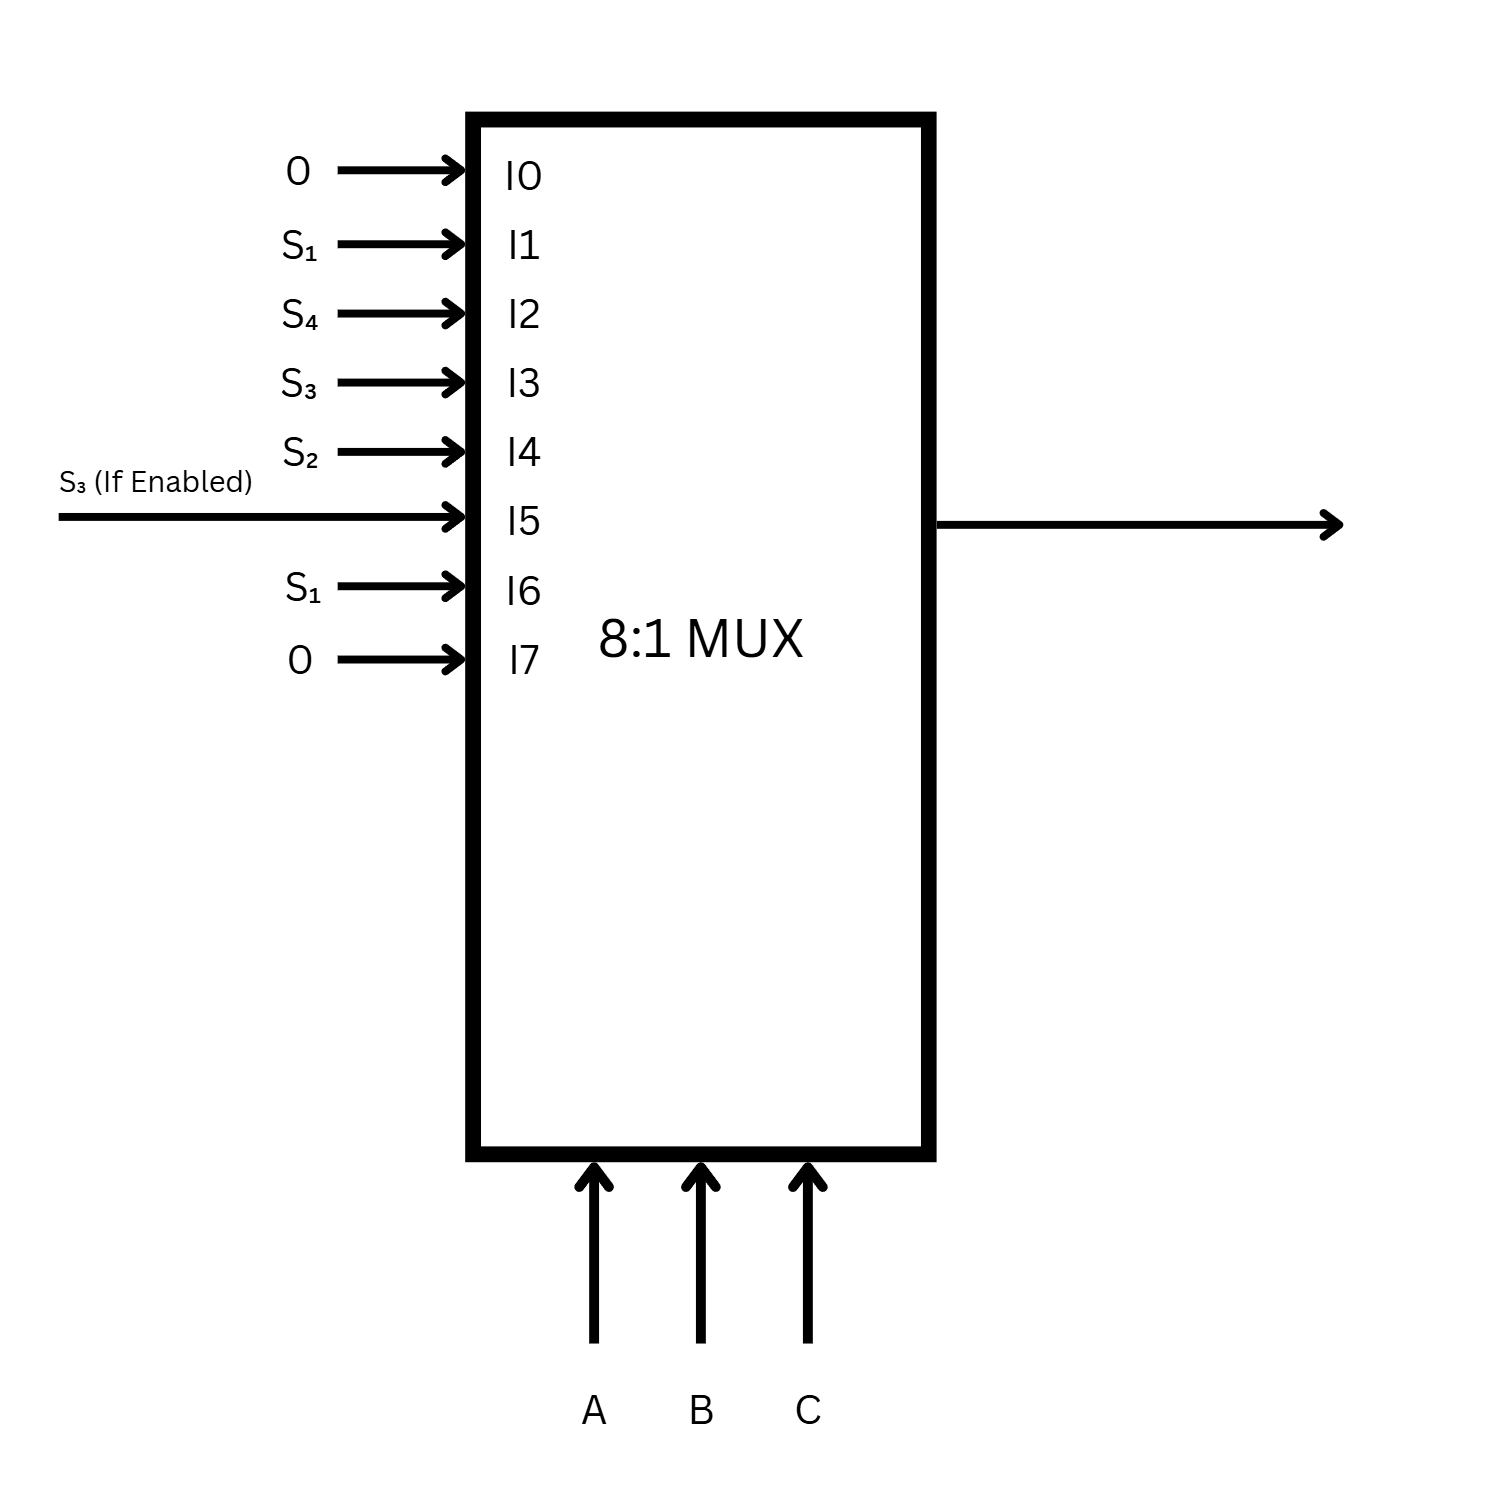 0 I0
S₁ I1
S₄ I2
S₃ I3
S₂ I4
S₃ (If Enabled)
I5
S₁ I6
8:1 MUX
0 I7
A B C